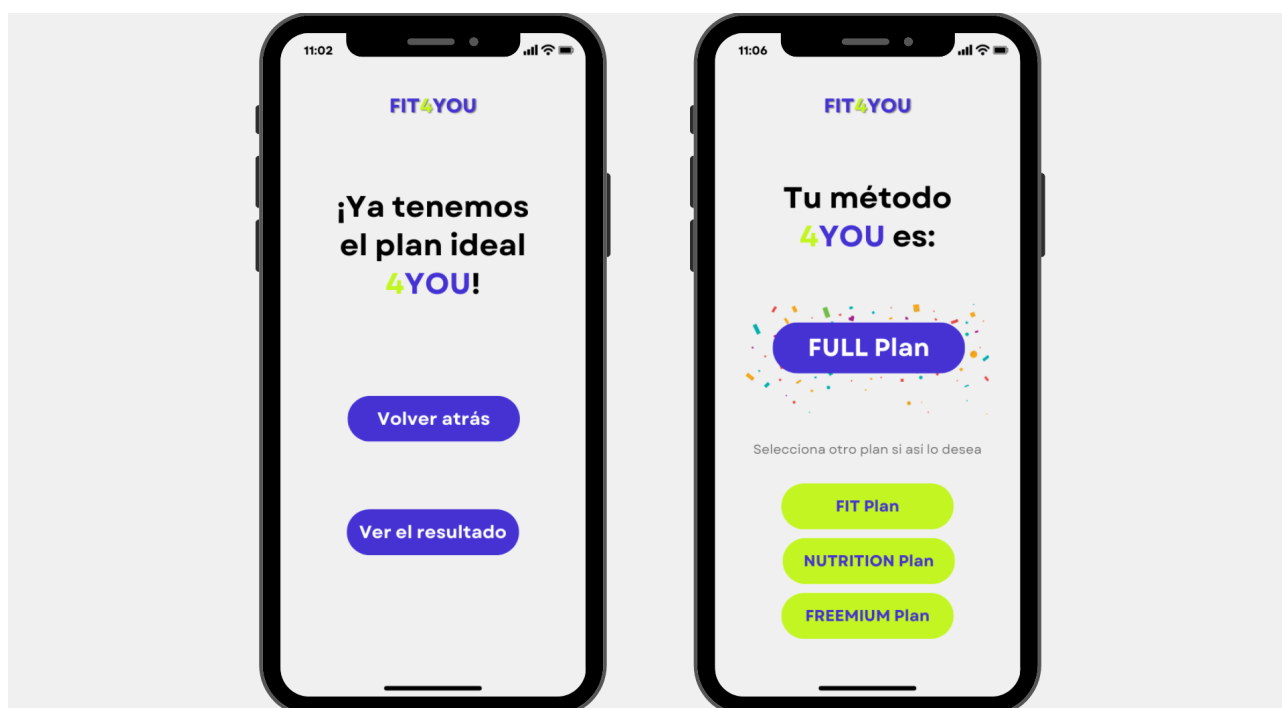 11:02
FIT4YOU
¡Ya tenemos
el plan ideal
4YOU!
Volver atrás
Ver el resultado
11:06
FIT4YOU
Tu método
4YOU es:
FULL Plan
Selecciona otro plan si así lo desea
FIT Plan
NUTRITION Plan
FREEMIUM Plan